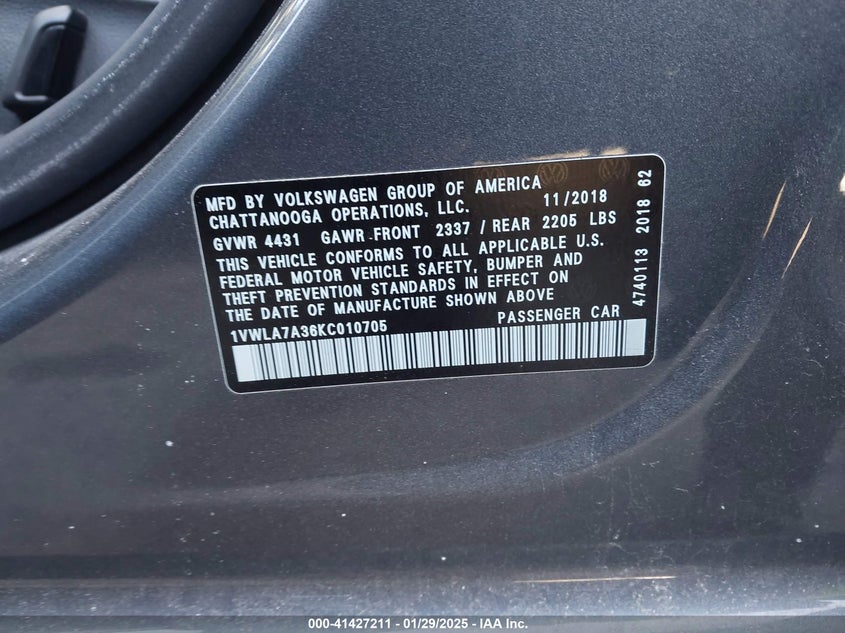 MFD BY VOLKSWAGEN GROUP OF AMERICA
CHATTANOOGA OPERATIONS, LLC. 11/2018
GVWR 4431 GAWR FRONT 2337 / REAR 2205 LBS
THIS VEHICLE CONFORMS TO ALL APPLICABLE U.S.
FEDERAL MOTOR VEHICLE SAFETY, BUMPER AND
THEFT PREVENTION STANDARDS IN EFFECT ON
THE DATE OF MANUFACTURE SHOWN ABOVE
1VWLA7A36KC010705 PASSENGER CAR
4740113 2018 62
000-41427211 - 01/29/2025 - IAA Inc.